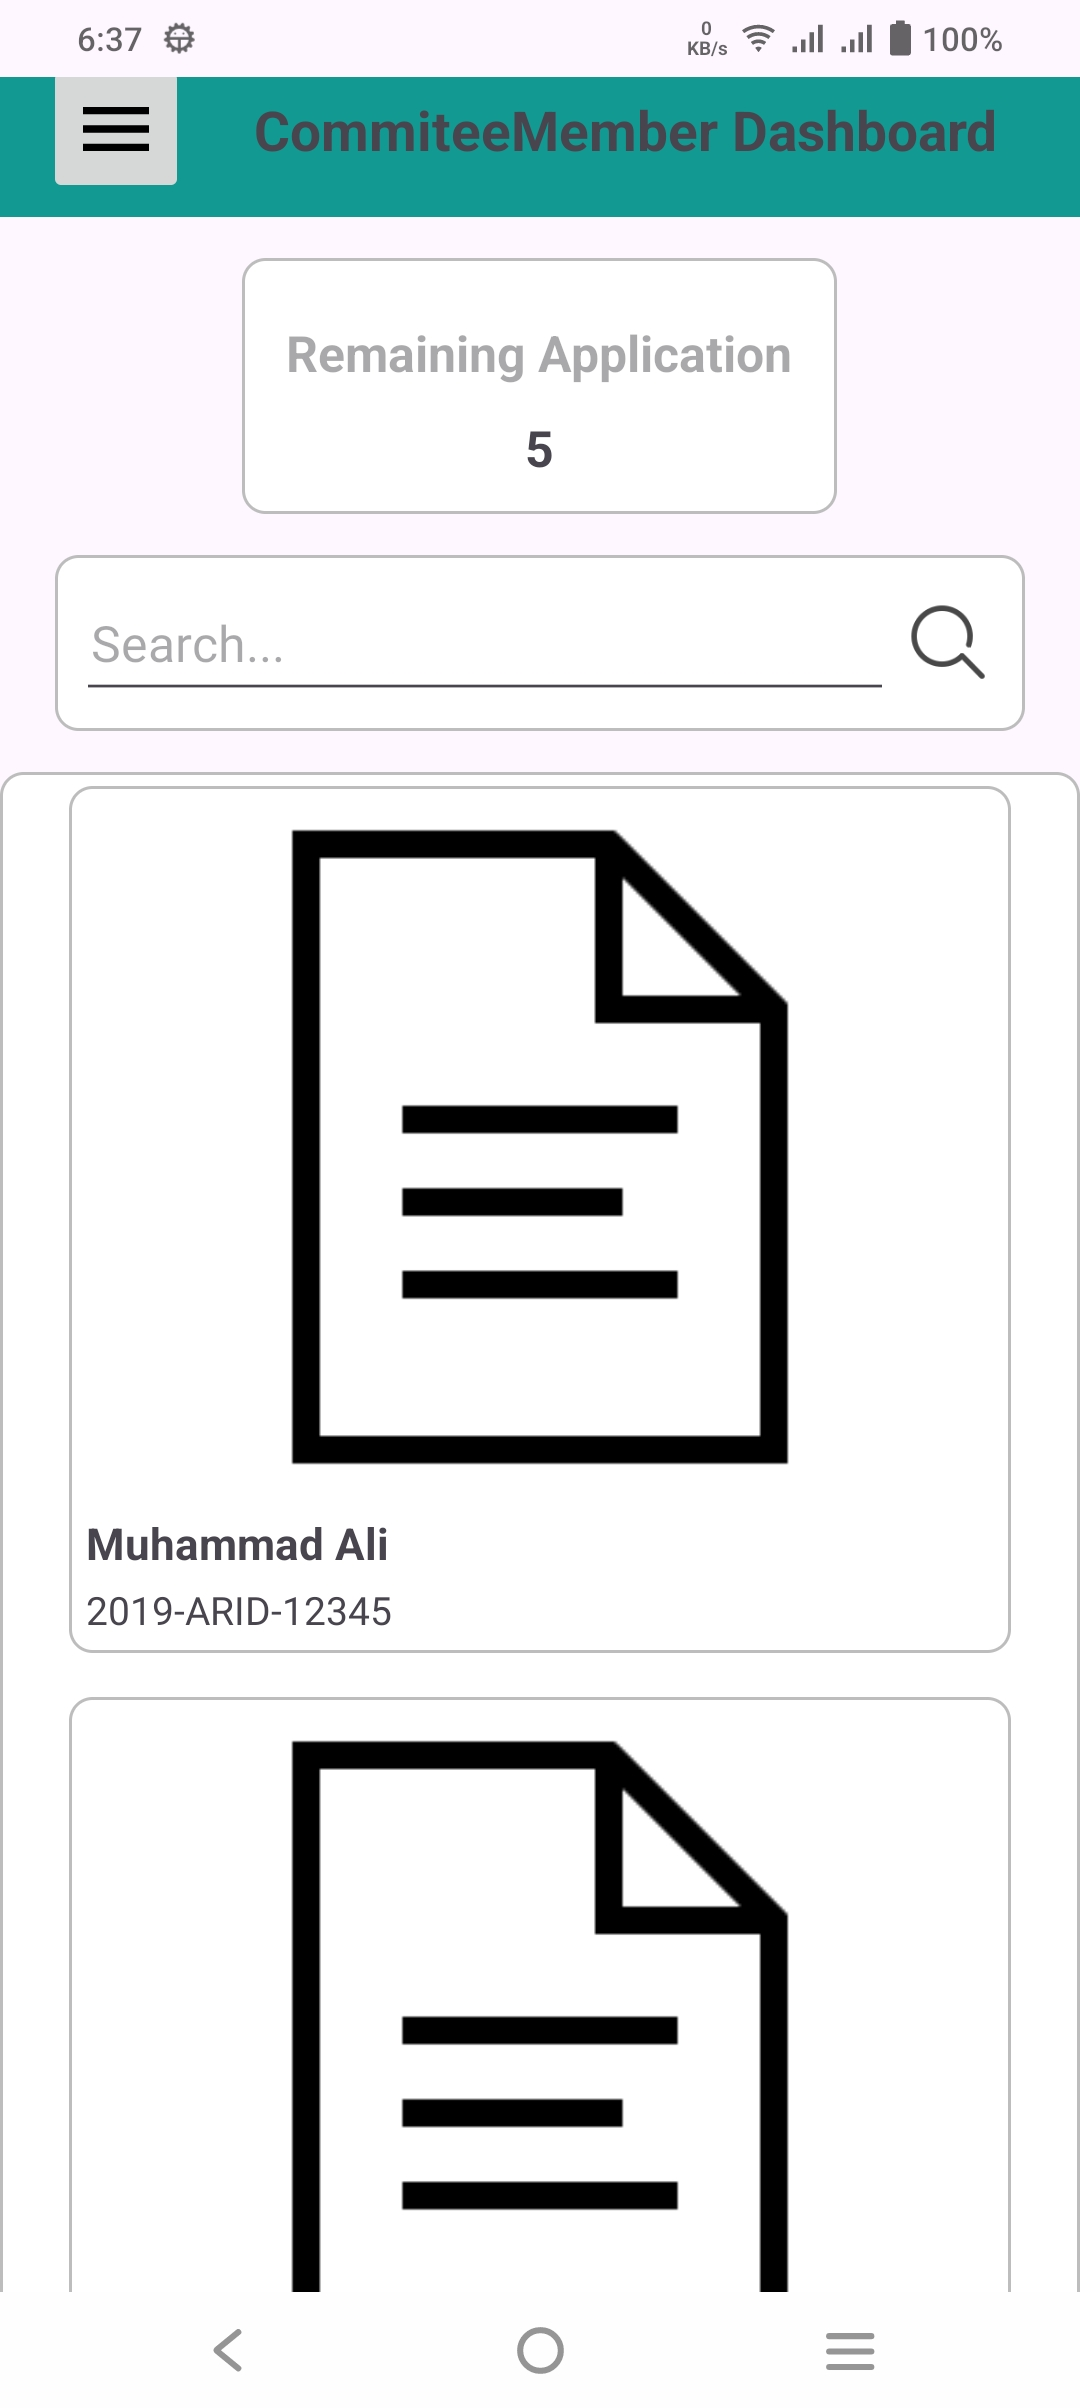 6:37
0
KB/s
100%
CommiteeMember Dashboard
Remaining Application
5
Search...
Muhammad Ali
2019-ARID-12345